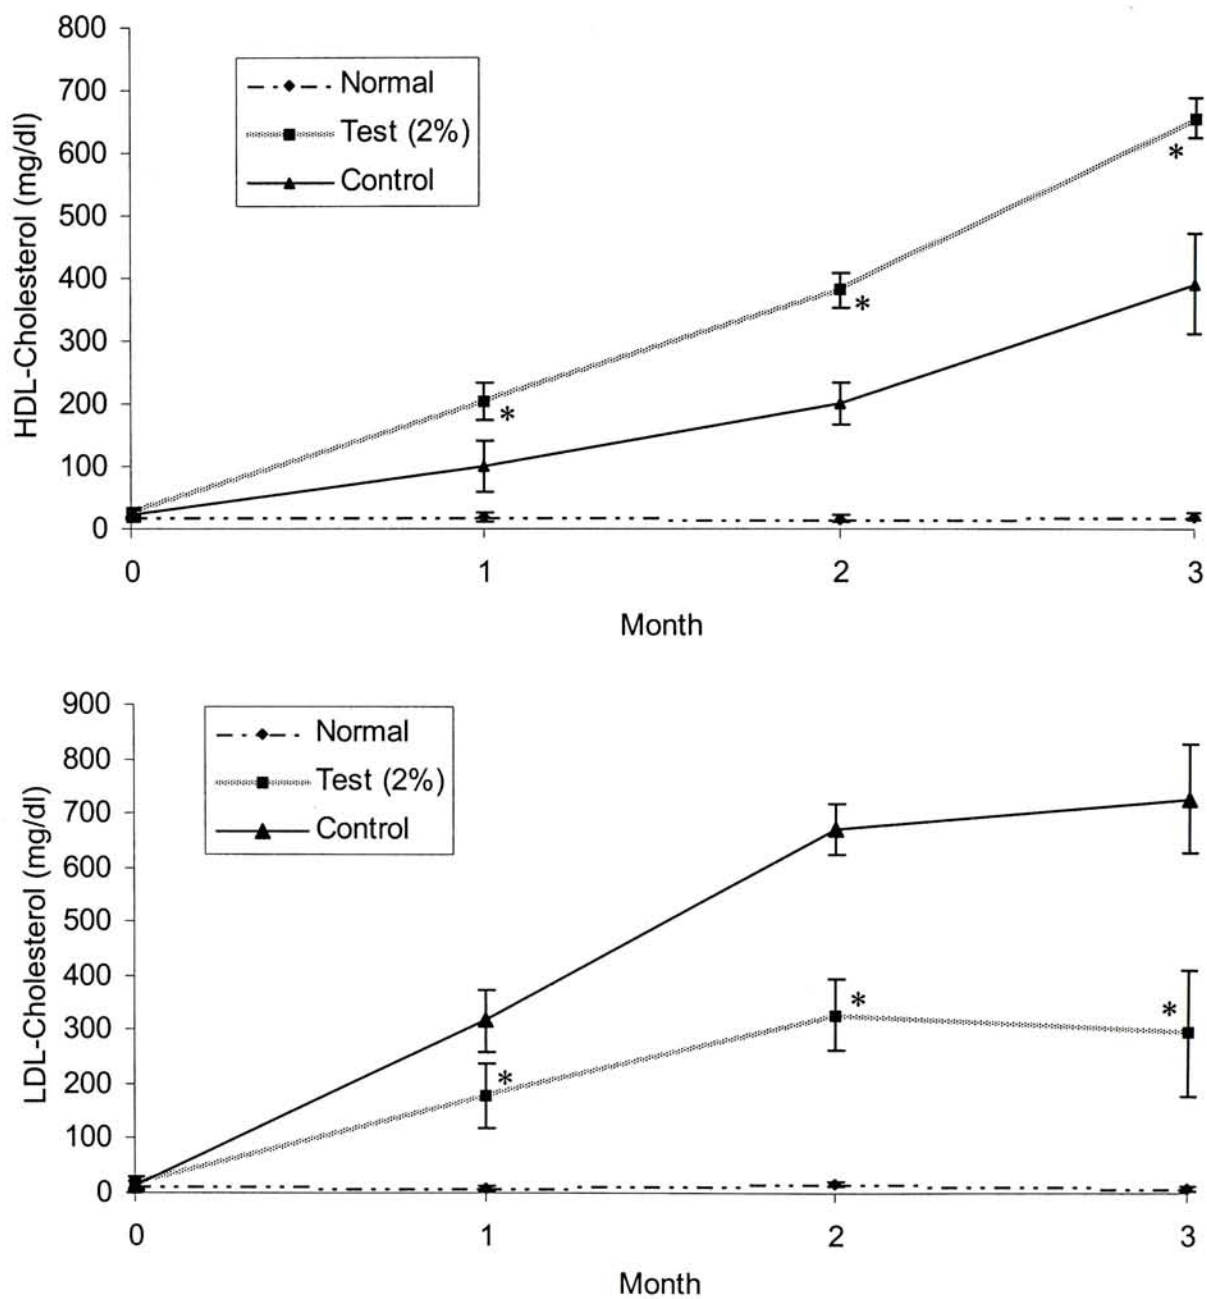 800
700
600
500
400
300
200
100
0
HDL-Cholesterol (mg/dl)
Normal
Test (2%)
Control
*
*
*
0 1 2 3
Month
900
800
700
600
500
400
300
200
100
0
LDL-Cholesterol (mg/dl)
Normal
Test (2%)
Control
*
*
*
0 1 2 3
Month